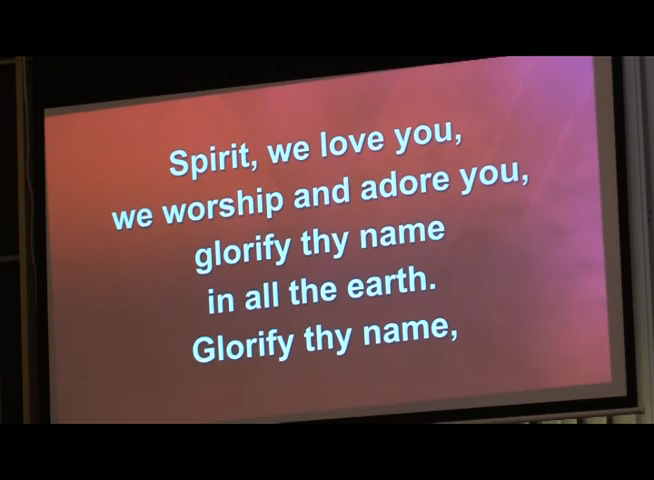 Spirit, we love you,
we worship and adore you,
glorify thy name
in all the earth.
Glorify thy name,